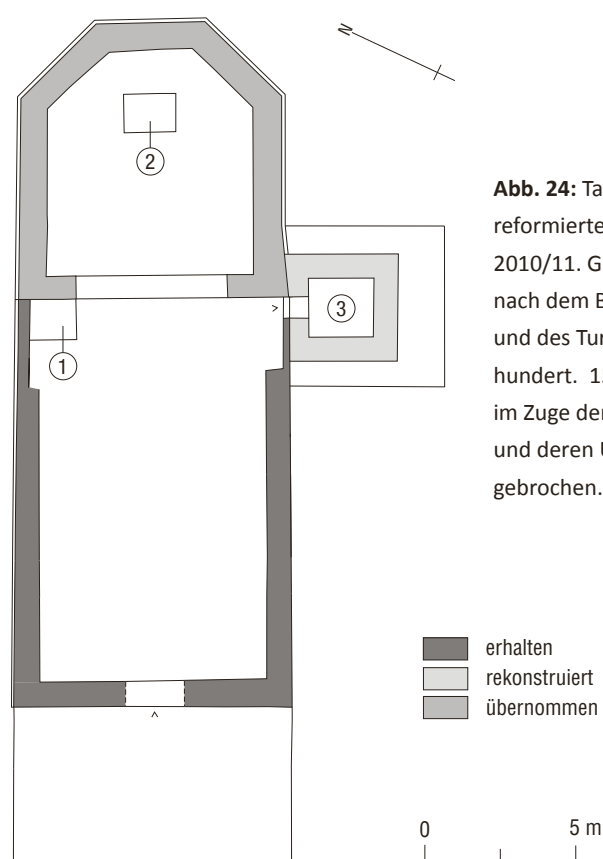 N
Abb. 24: Ta
reformierte
2010/11. G
nach dem B
und des Tur
hundert. 15
im Zuge der
und deren U
gebrochen.
2
3
1
erhalten
rekonstruiert
übernommen
0 5 m